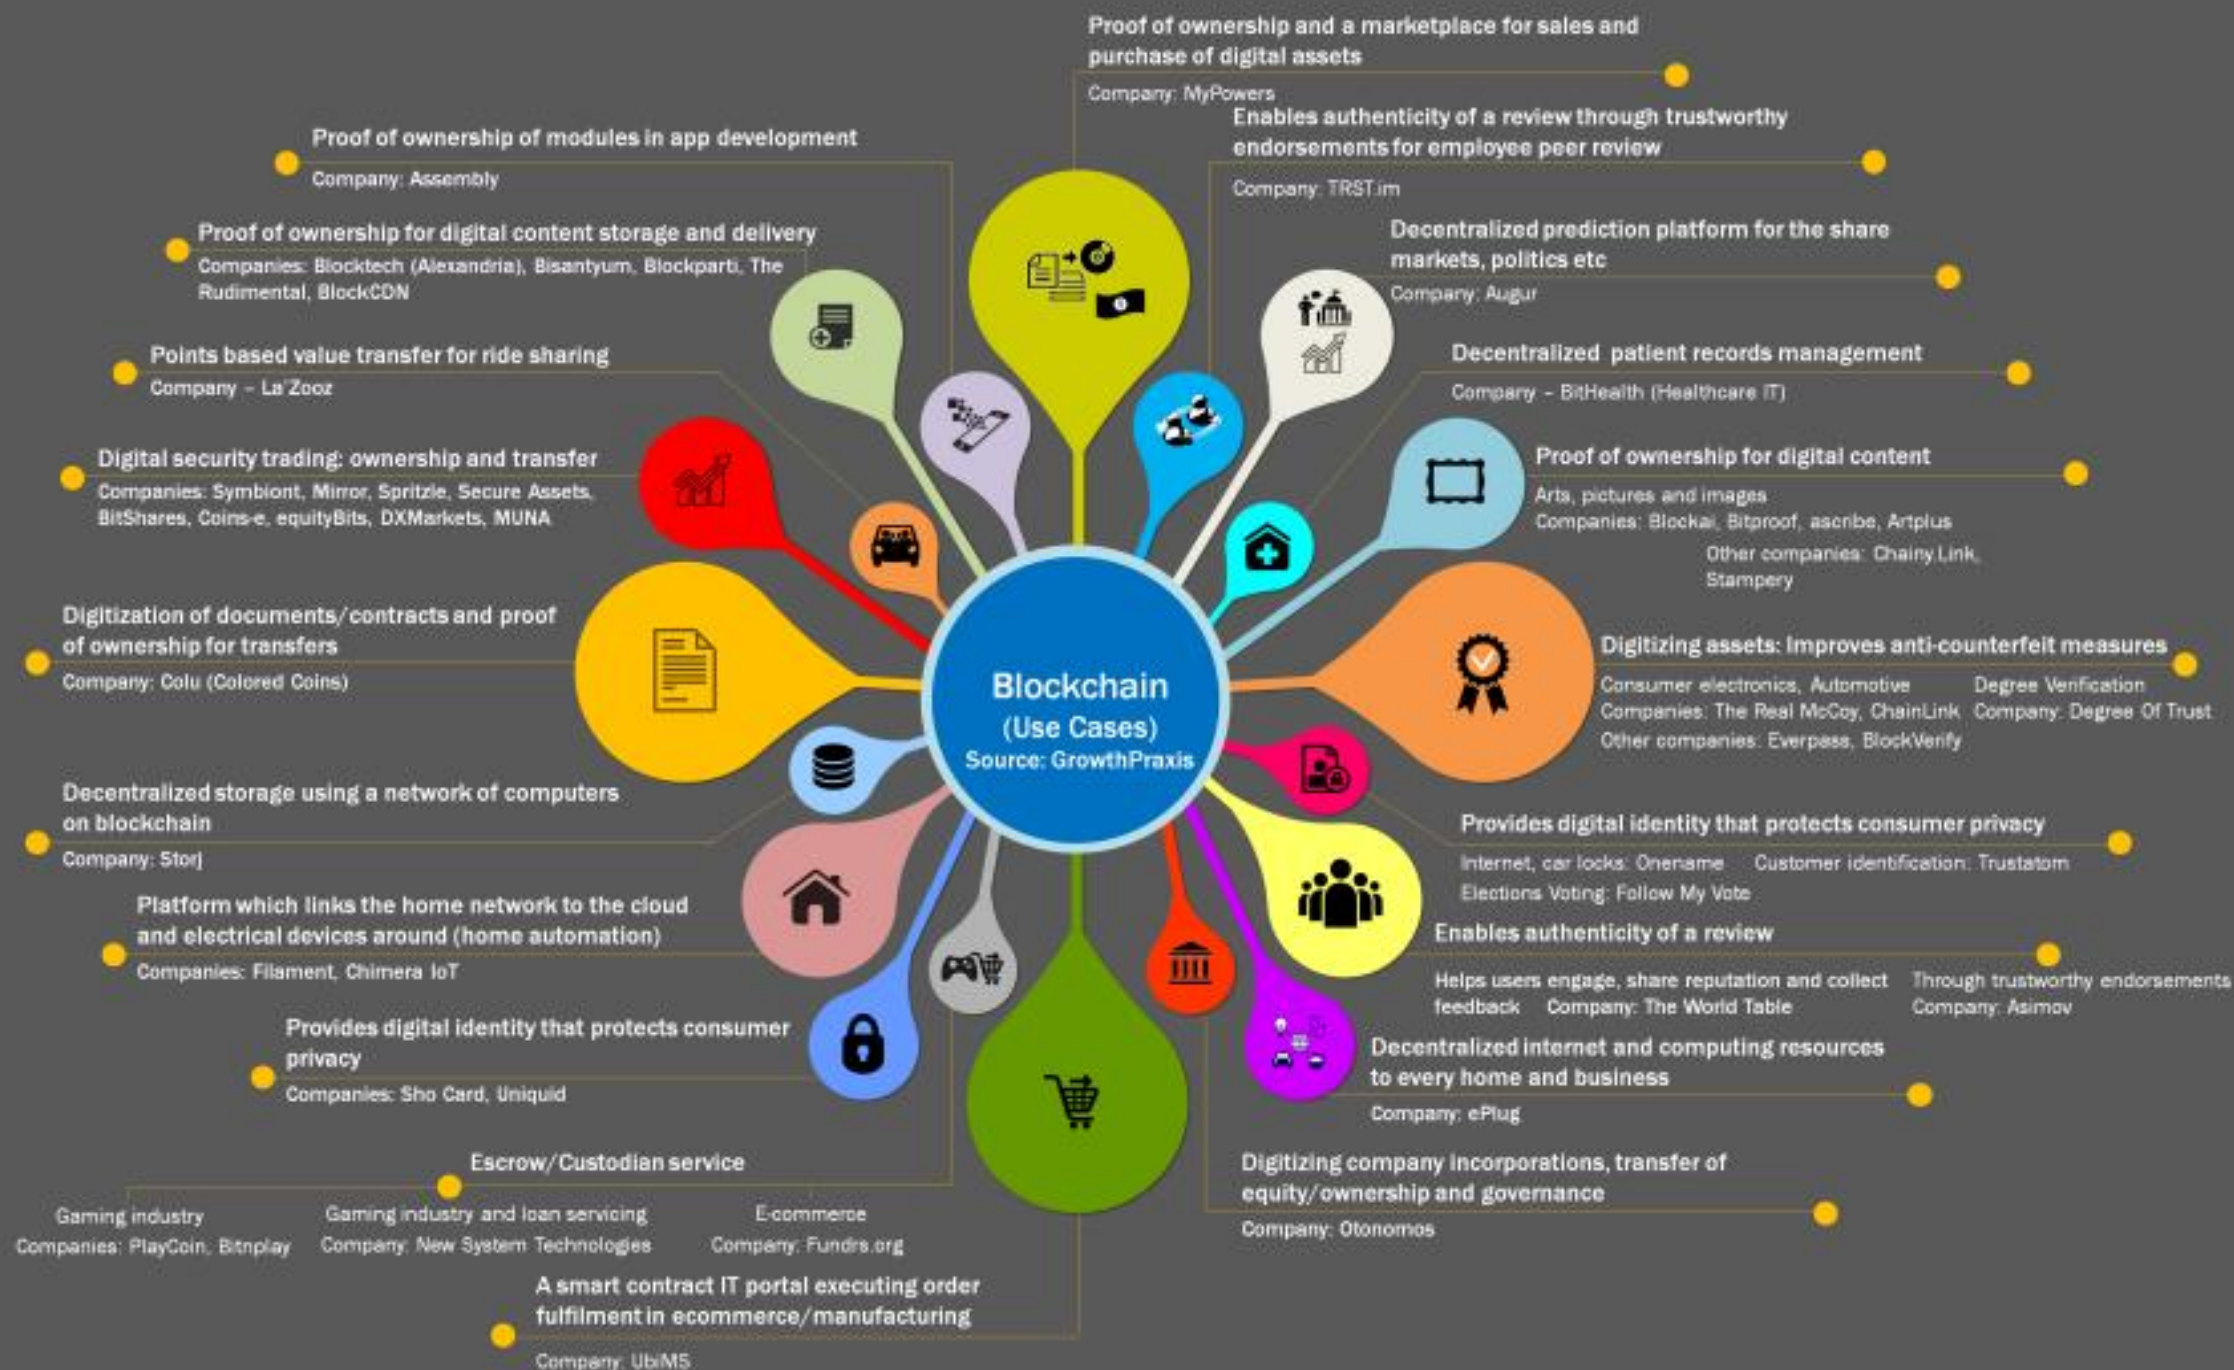 Proof of ownership and a marketplace for sales and
purchase of digital assets
Company: MyPowers
Enables authenticity of a review through trustworthy
endorsements for employee peer review
Company: TRST.im
Decentralized prediction platform for the share
markets, politics etc
Company: Augur
Decentralized patient records management
Company - BitHealth (Healthcare IT)
Proof of ownership for digital content
Arts, pictures and images
Companies: Blockai, Bitproof, ascribe, Artplus
Other companies: Chainy.Link,
Stampery
Digitizing assets: Improves anti-counterfeit measures
Consumer electronics, Automotive
Companies: The Real McCoy, ChainLink
Degree Verification
Company: Degree Of Trust
Other companies: Everpass, BlockVerify
Provides digital identity that protects consumer privacy
Internet, car locks: Onename
Customer identification: Trustatom
Elections Voting: Follow My Vote
Enables authenticity of a review
Helps users engage, share reputation and collect
feedback Company: The World Table
Through trustworthy endorsements
Company: Asimov
Decentralized internet and computing resources
to every home and business
Company: ePlug
Digitizing company incorporations, transfer of
equity/ownership and governance
Company: Otonomos
Proof of ownership of modules in app development
Company: Assembly
Proof of ownership for digital content storage and delivery
Companies: Blocktech (Alexandria), Bisantyum, Blockparti, The
Rudimental, BlockCDN
Points based value transfer for ride sharing
Company - La'Zooz
Digital security trading: ownership and transfer
Companies: Symbiont, Mirror, Spritzle, Secure Assets,
BitShares, Coins-e, equityBits, DXMarkets, MUNA
Digitization of documents/contracts and proof
of ownership for transfers
Company: Colu (Colored Coins)
Decentralized storage using a network of computers
on blockchain
Company: Storj
Platform which links the home network to the cloud
and electrical devices around (home automation)
Companies: Filament, Chimera IoT
Provides digital identity that protects consumer
privacy
Companies: Sho Card, Uniquid
Escrow/Custodian service
Gaming industry
Companies: PlayCoin, Bitnplay
Gaming industry and loan servicing
Company: New System Technologies
E-commerce
Company: Fundrs.org
A smart contract IT portal executing order
fulfilment in ecommerce/manufacturing
Company: UbiMS
Blockchain
(Use Cases)
Source: GrowthPraxis